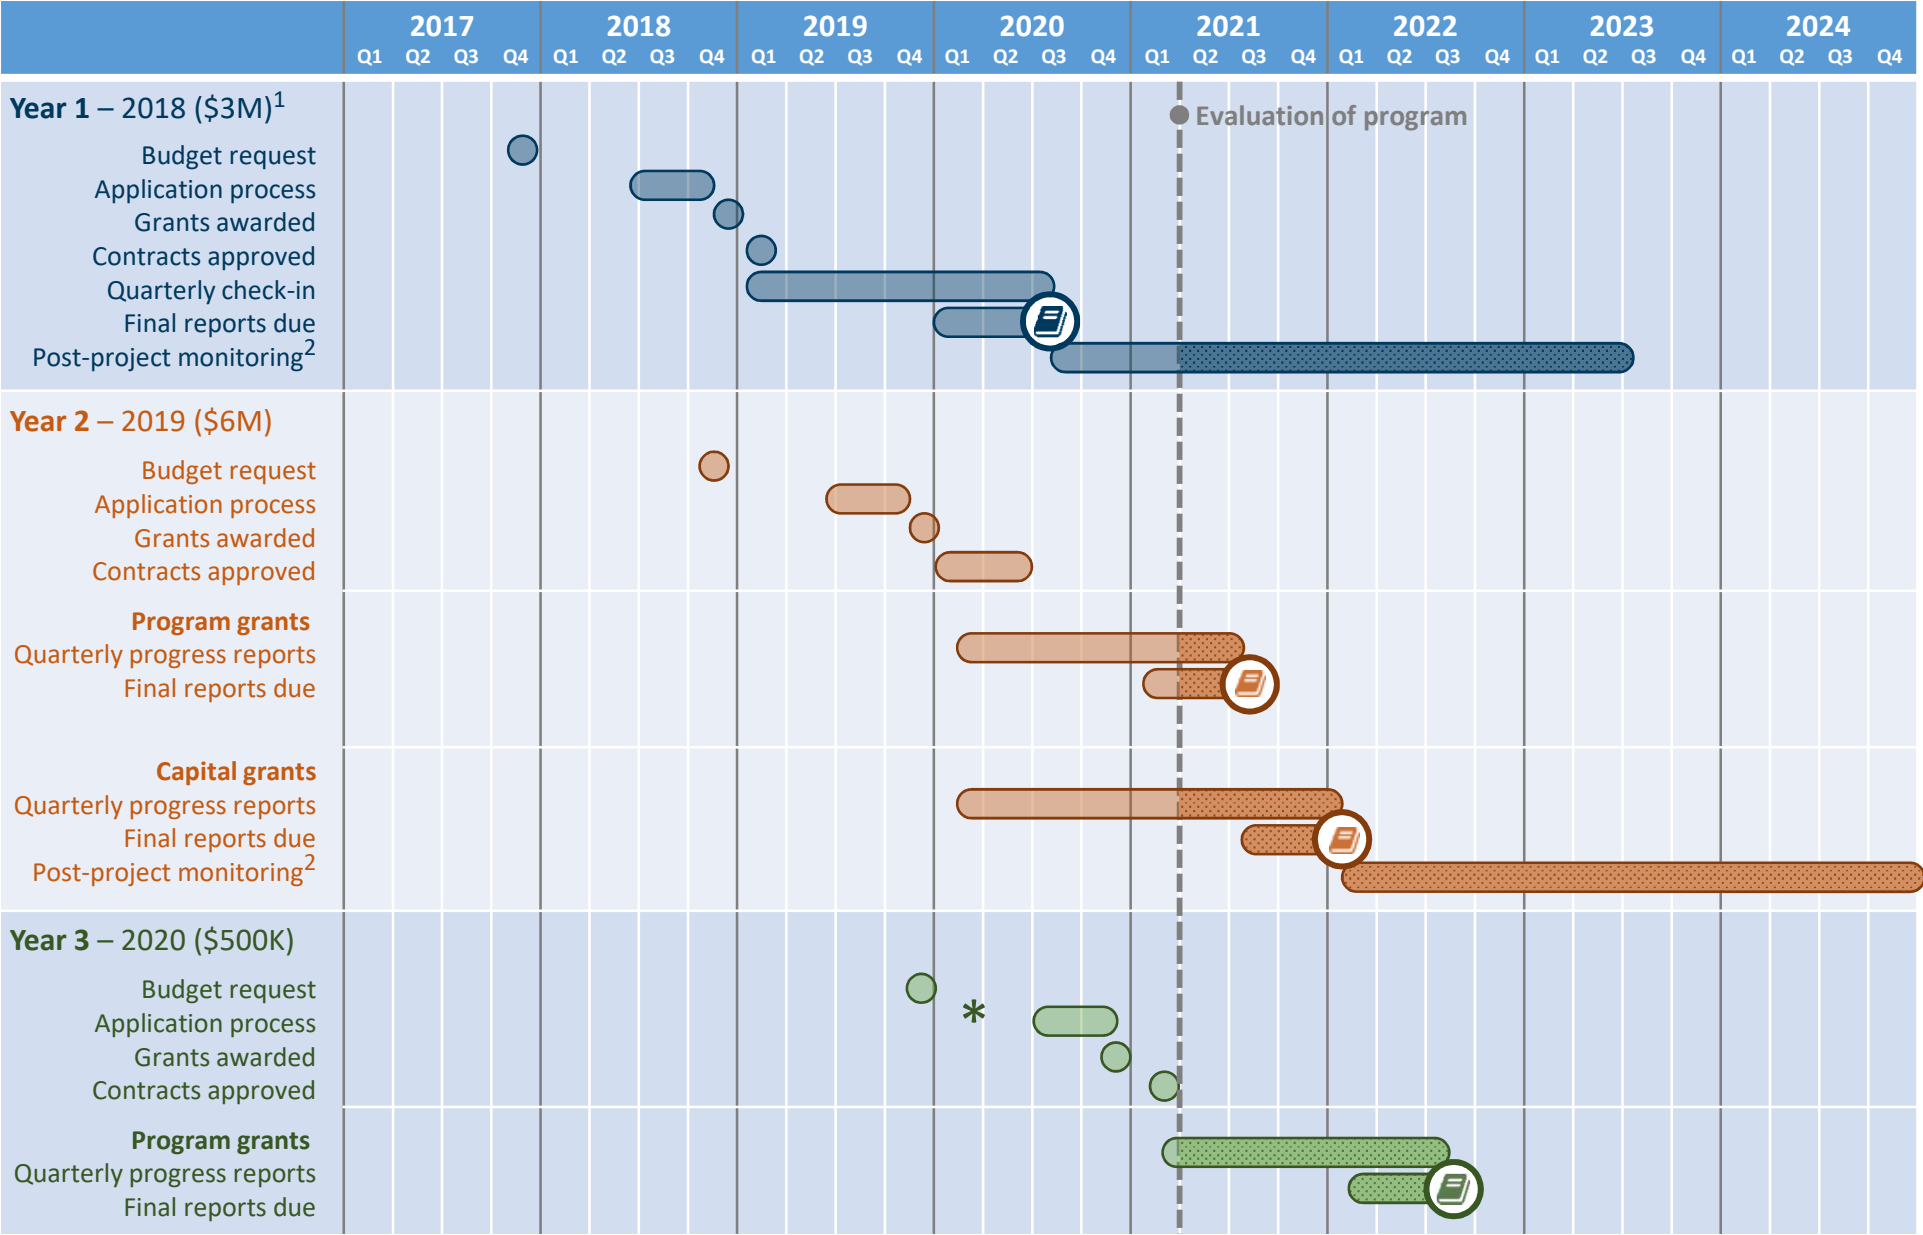 2017 2018 2019 2020 2021 2022 2023 2024
Q1 Q2 Q3 Q4 Q1 Q2 Q3 Q4 Q1 Q2 Q3 Q4 Q1 Q2 Q3 Q4 Q1 Q2 Q3 Q4 Q1 Q2 Q3 Q4 Q1 Q2 Q3 Q4 Q1 Q2 Q3 Q4
Year 1 – 2018 ($3M)1
Evaluation of program
Budget request
Application process
Grants awarded
Contracts approved
Quarterly check-in
Final reports due
Post-project monitoring2
Year 2 – 2019 ($6M)
Budget request
Application process
Grants awarded
Contracts approved
Program grants
Quarterly progress reports
Final reports due
Capital grants
Quarterly progress reports
Final reports due
Post-project monitoring2
Year 3 – 2020 ($500K)
Budget request
*
Application process
Grants awarded
Contracts approved
Program grants
Quarterly progress reports
Final reports due